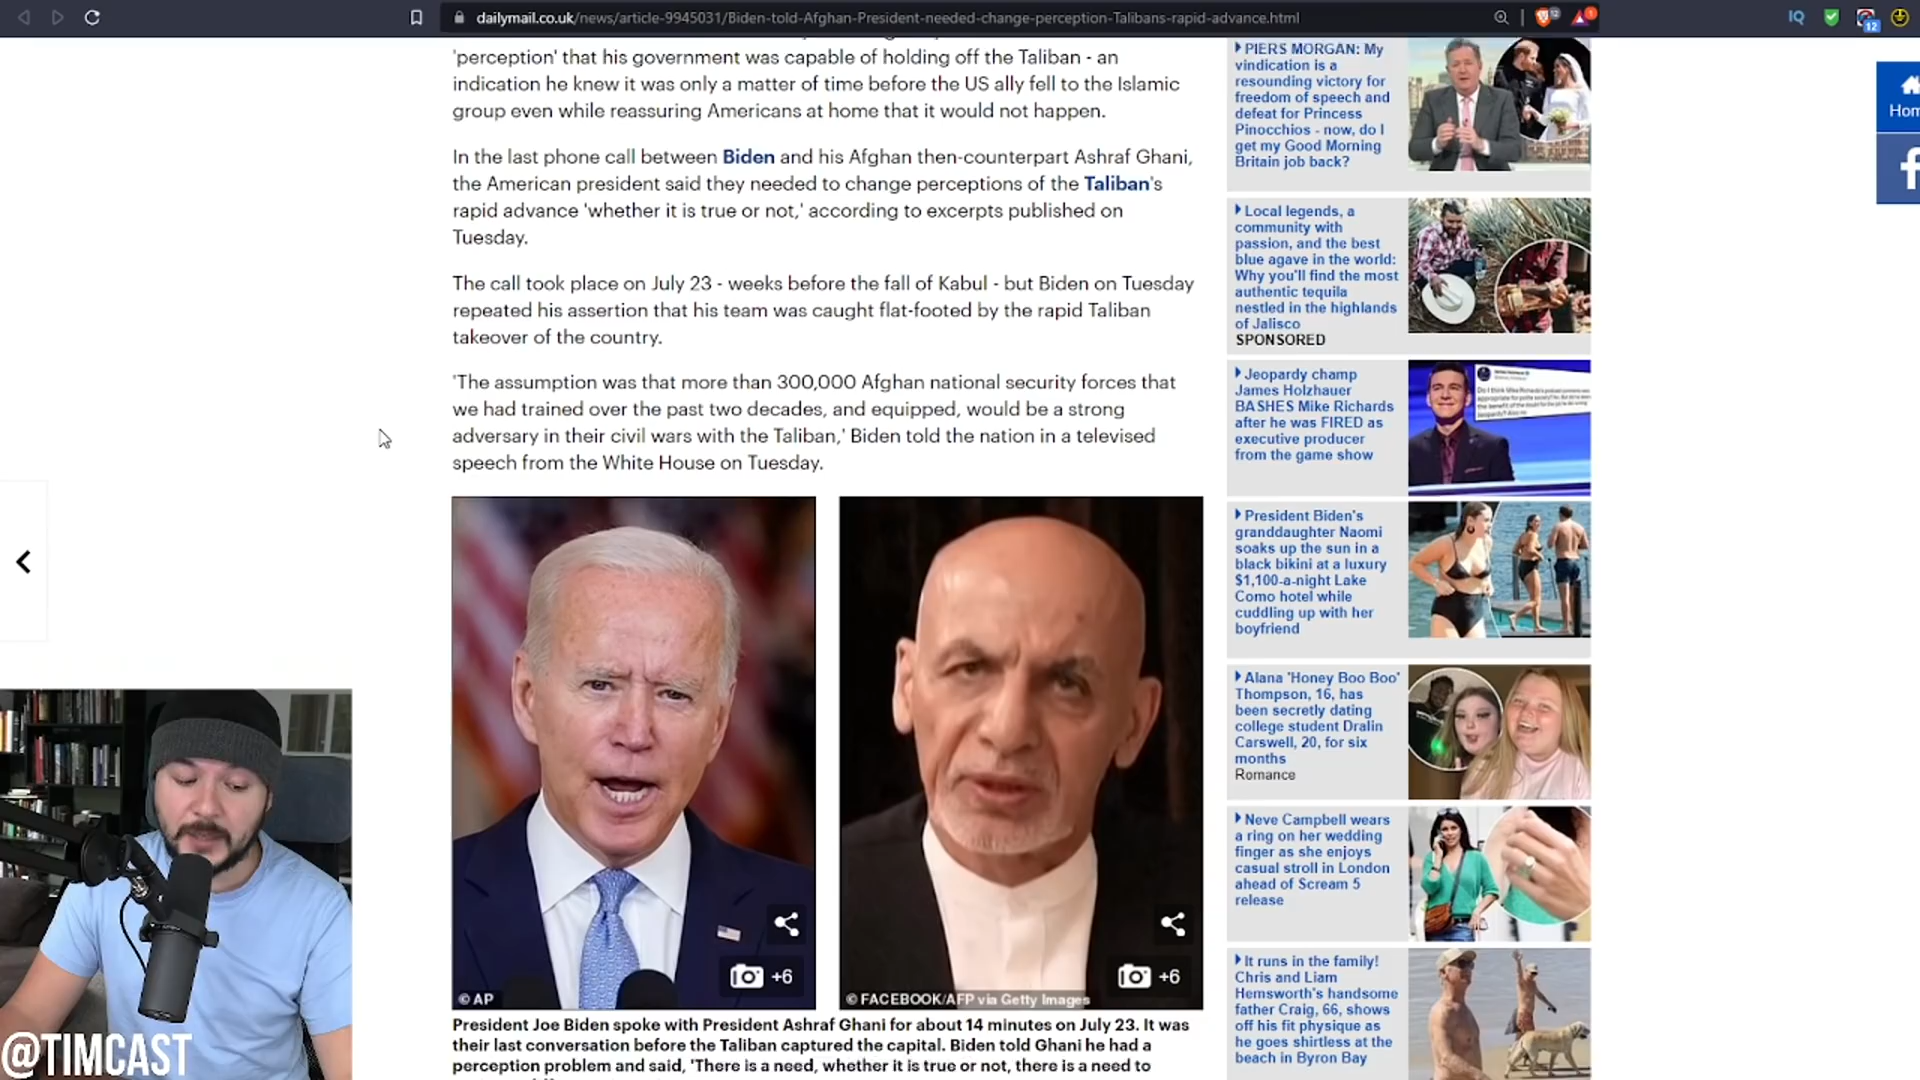 dailymail.co.uk/news/article-9945031/Biden-told-Afghan-President-needed-change-perception-Talibans-rapid-advance.html
IQ
12
'perception' that his government was capable of holding off the Taliban - an
indication he knew it was only a matter of time before the US ally fell to the Islamic
group even while reassuring Americans at home that it would not happen.
In the last phone call between Biden and his Afghan then-counterpart Ashraf Ghani,
the American president said they needed to change perceptions of the Taliban's
rapid advance 'whether it is true or not,' according to excerpts published on
Tuesday.
The call took place on July 23 - weeks before the fall of Kabul - but Biden on Tuesday
repeated his assertion that his team was caught flat-footed by the rapid Taliban
takeover of the country.
'The assumption was that more than 300,000 Afghan national security forces that
we had trained over the past two decades, and equipped, would be a strong
adversary in their civil wars with the Taliban,' Biden told the nation in a televised
speech from the White House on Tuesday.
+6
© AP
+6
© FACEBOOK/AFP via Getty Images
President Joe Biden spoke with President Ashraf Ghani for about 14 minutes on July 23. It was
their last conversation before the Taliban captured the capital. Biden told Ghani he had a
perception problem and said, 'There is a need, whether it is true or not, there is a need to
PIERS MORGAN: My
vindication is a
resounding victory for
freedom of speech and
defeat for Princess
Pinocchios - now, do I
get my Good Morning
Britain job back?
Local legends, a
community with
passion, and the best
blue agave in the world:
Why you'll find the most
authentic tequila
nestled in the highlands
of Jalisco
SPONSORED
Jeopardy champ
James Holzhauer
BASHES Mike Richards
after he was FIRED as
executive producer
from the game show
President Biden's
granddaughter Naomi
soaks up the sun in a
black bikini at a luxury
$1,100-a-night Lake
Como hotel while
cuddling up with her
boyfriend
Alana 'Honey Boo Boo'
Thompson, 16, has
been secretly dating
college student Dralin
Carswell, 20, for six
months
Romance
Neve Campbell wears
a ring on her wedding
finger as she enjoys
casual stroll in London
ahead of Scream 5
release
It runs in the family!
Chris and Liam
Hemsworth's handsome
father Craig, 66, shows
off his fit physique as
he goes shirtless at the
beach in Byron Bay
Hom
@TIMCAST